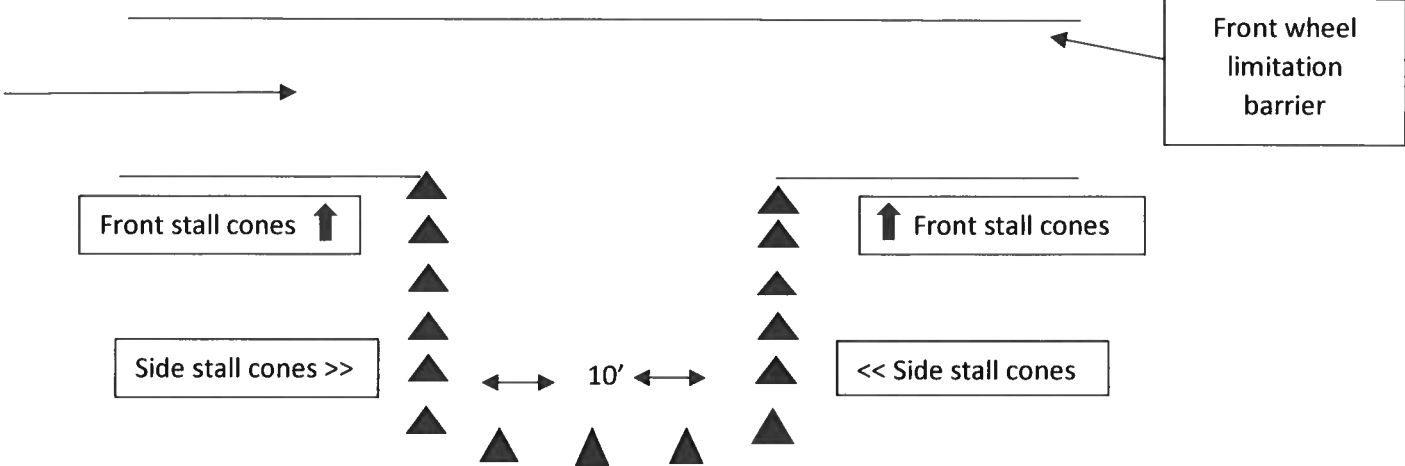 Front wheel
limitation
barrier
Front stall cones
Front stall cones
Side stall cones >>
10'
<< Side stall cones